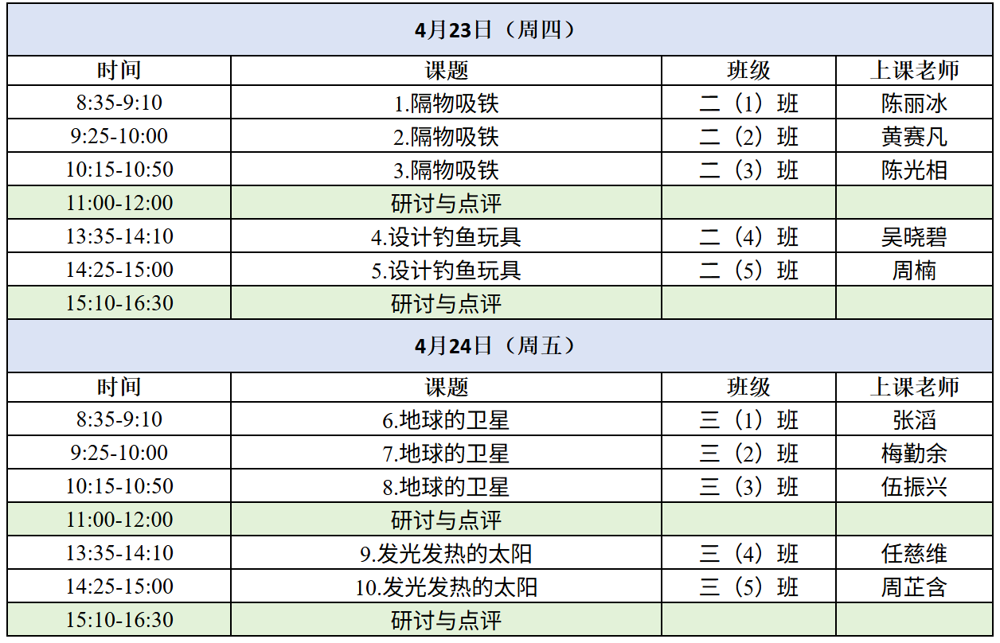 4月23日（周四）
时间 课题 班级 上课老师
8:35-9:10 1.隔物吸铁 二（1）班 陈丽冰
9:25-10:00 2.隔物吸铁 二（2）班 黄赛凡
10:15-10:50 3.隔物吸铁 二（3）班 陈光相
11:00-12:00 研讨与点评
13:35-14:10 4.设计钓鱼玩具 二（4）班 吴晓碧
14:25-15:00 5.设计钓鱼玩具 二（5）班 周楠
15:10-16:30 研讨与点评
4月24日（周五）
时间 课题 班级 上课老师
8:35-9:10 6.地球的卫星 三（1）班 张滔
9:25-10:00 7.地球的卫星 三（2）班 梅勤余
10:15-10:50 8.地球的卫星 三（3）班 伍振兴
11:00-12:00 研讨与点评
13:35-14:10 9.发光发热的太阳 三（4）班 任慈维
14:25-15:00 10.发光发热的太阳 三（5）班 周芷含
15:10-16:30 研讨与点评